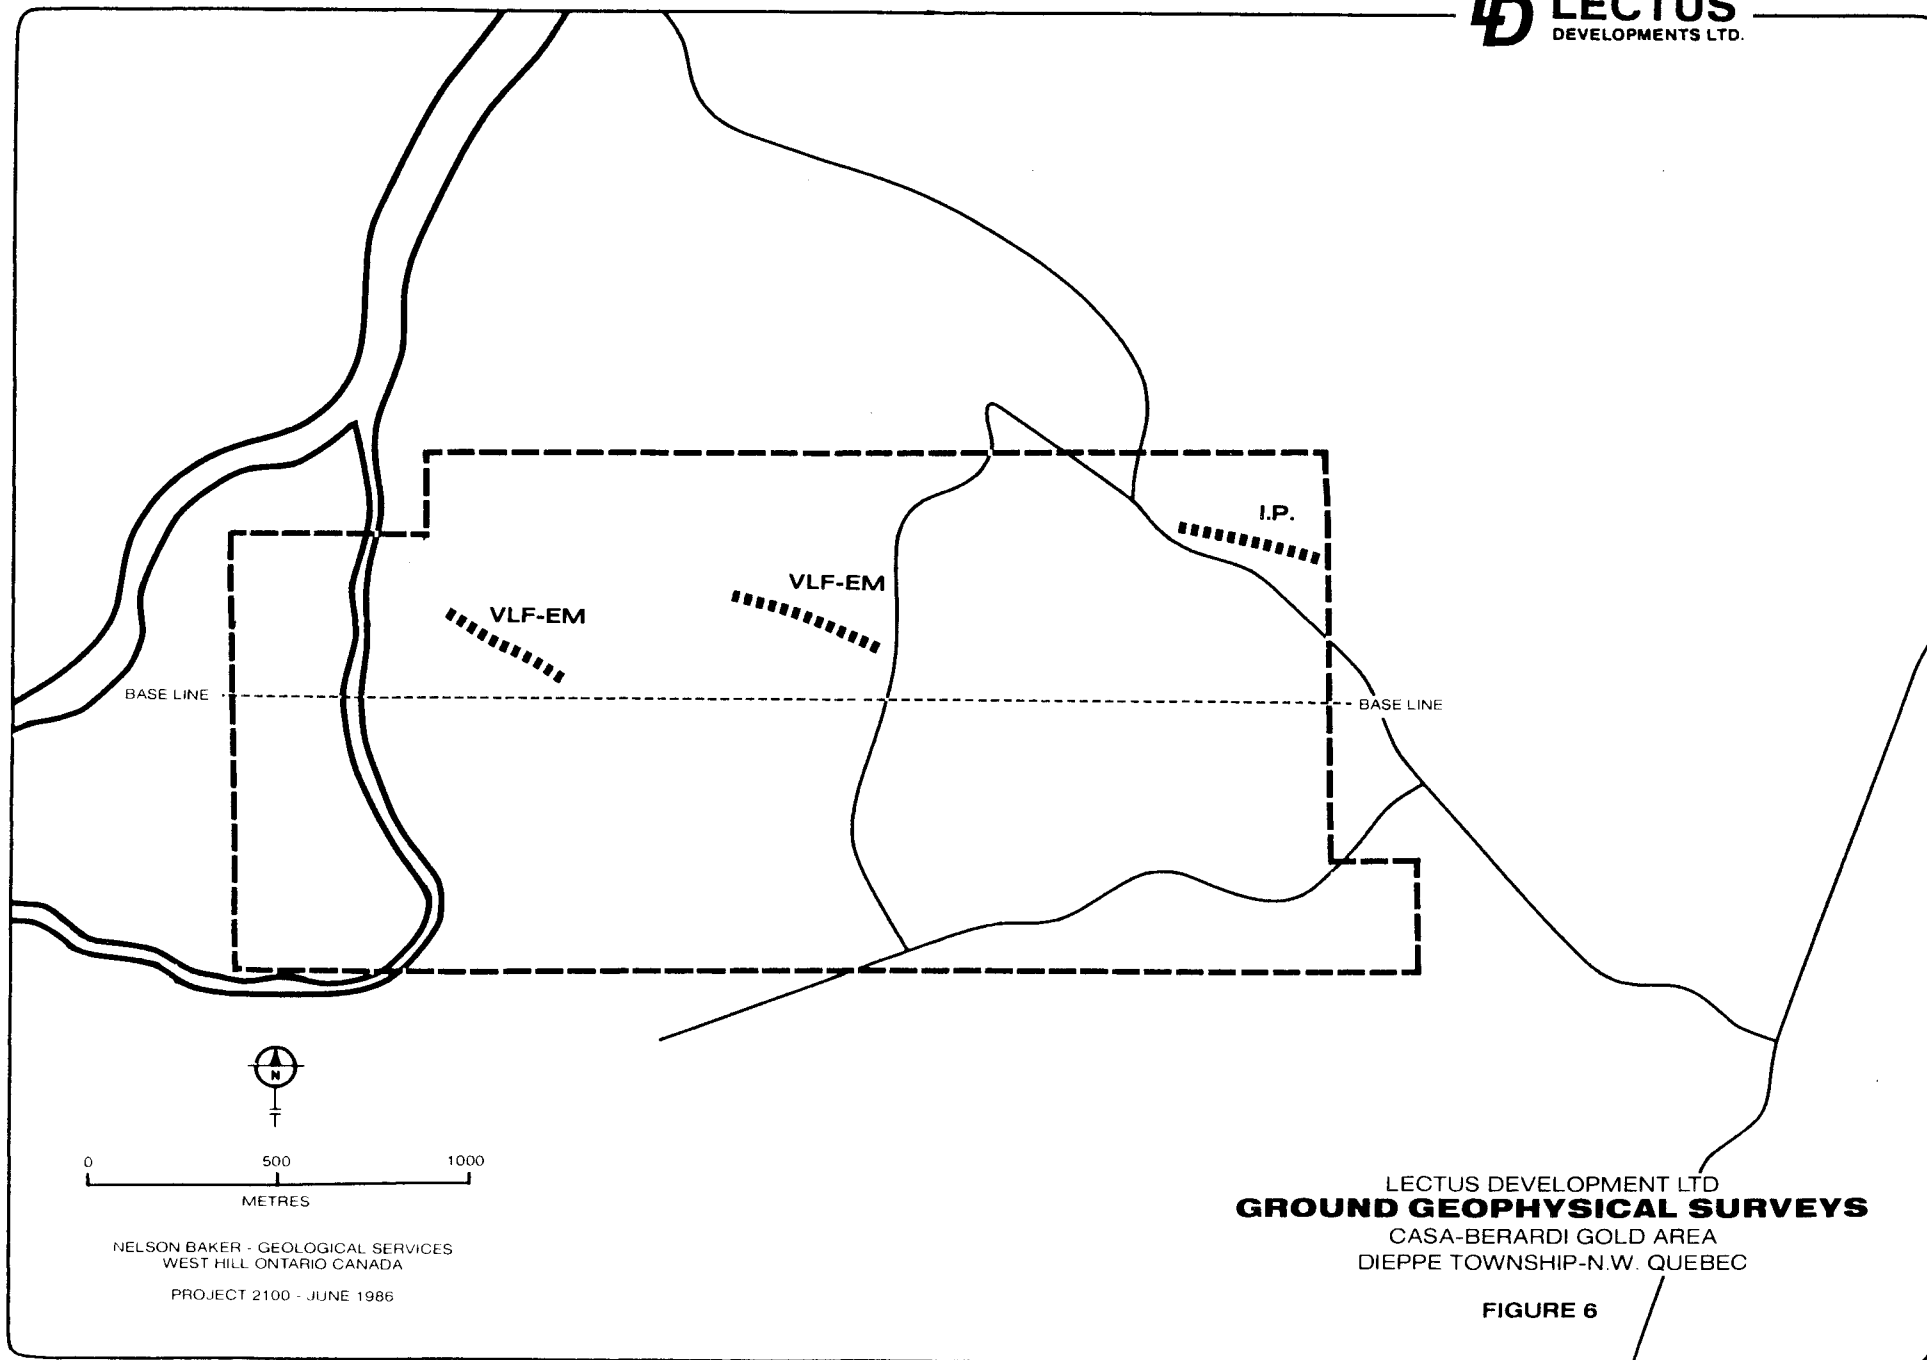 LD LECTUS
DEVELOPMENTS LTD.
I.P.
VLF-EM
VLF-EM
BASE LINE
BASE LINE
N
0 500 1000
METRES
NELSON BAKER - GEOLOGICAL SERVICES
WEST HILL ONTARIO CANADA
PROJECT 2100 - JUNE 1986
LECTUS DEVELOPMENT LTD
GROUND GEOPHYSICAL SURVEYS
CASA-BERARDI GOLD AREA
DIEPPE TOWNSHIP-N.W. QUEBEC
FIGURE 6